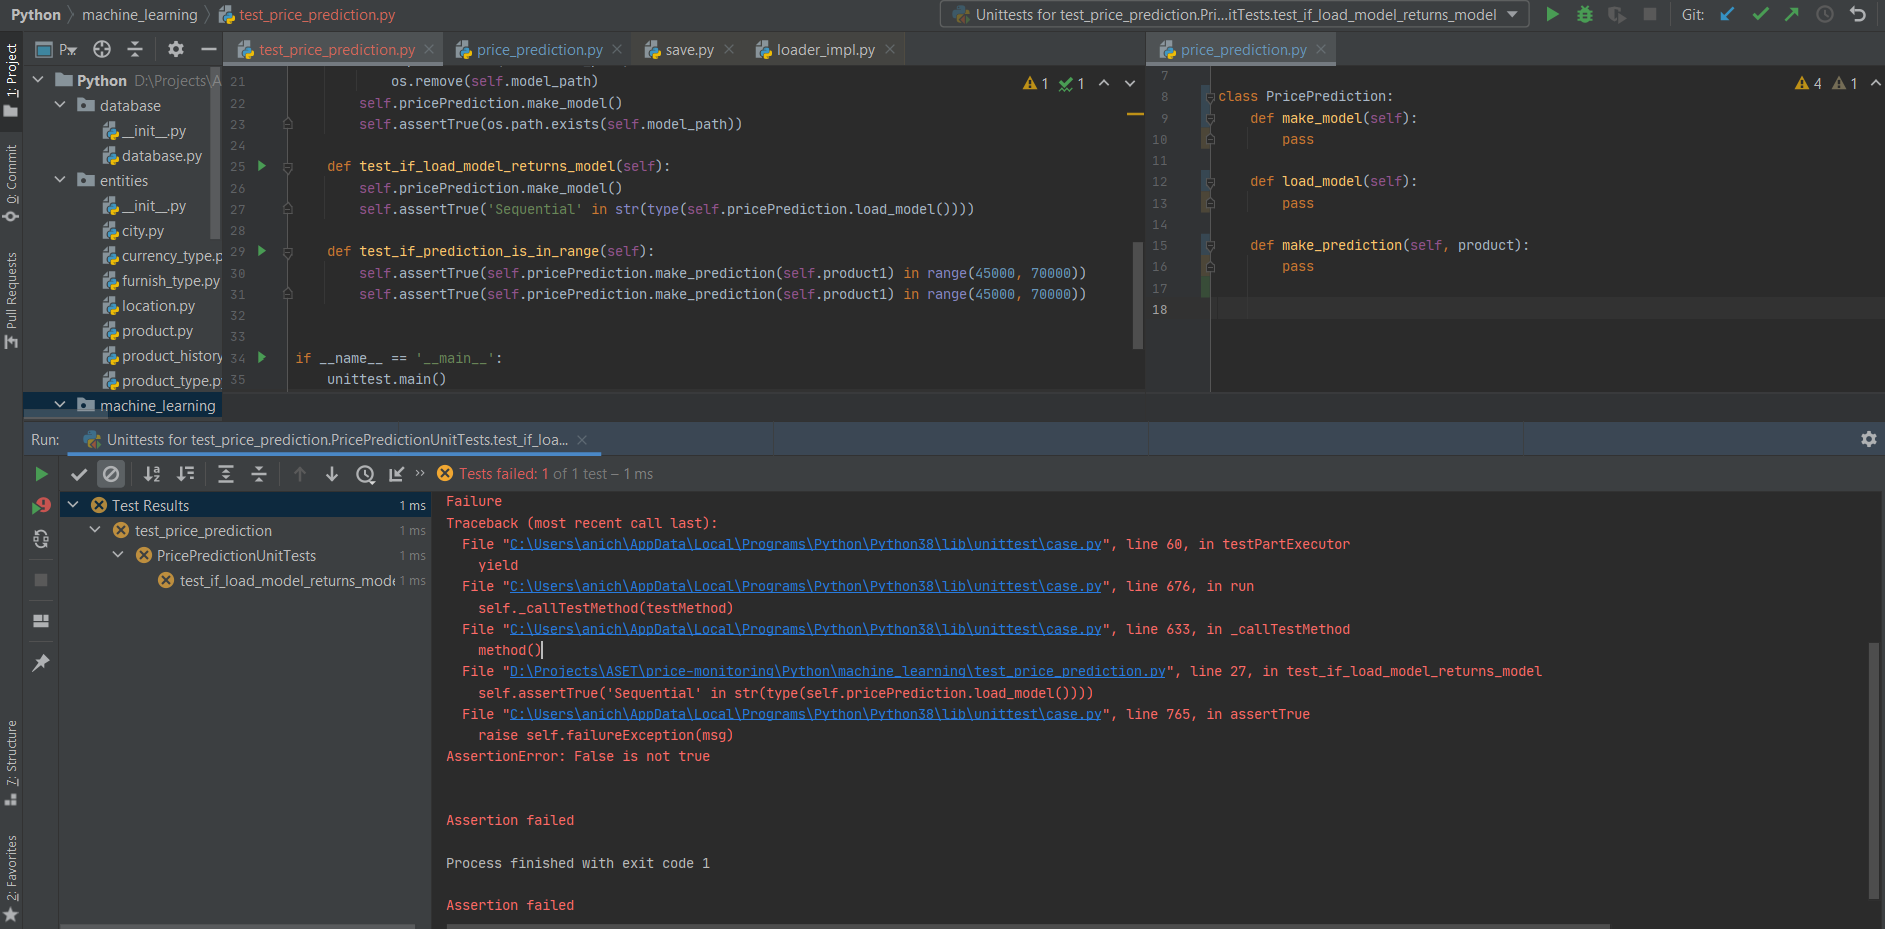 Python machine_learning test_price_prediction.py
Unittests for test_price_prediction.Pri...itTests.test_if_load_model_returns_model
Git:
1: Project
0: Commit
Pull Requests
7: Structure
2: Favorites
P...
test_price_prediction.py
price_prediction.py
save.py
loader_impl.py
price_prediction.py
Python D:\Projects\A
database
__init__.py
database.py
entities
__init__.py
city.py
currency_type.p
furnish_type.py
location.py
product.py
product_history
product_type.py
machine_learning
1 1
21 os.remove(self.model_path)
22 self.pricePrediction.make_model()
23 self.assertTrue(os.path.exists(self.model_path))
24
25 def test_if_load_model_returns_model(self):
26 self.pricePrediction.make_model()
27 self.assertTrue('Sequential' in str(type(self.pricePrediction.load_model())))
28
29 def test_if_prediction_is_in_range(self):
30 self.assertTrue(self.pricePrediction.make_prediction(self.product1) in range(45000, 70000))
31 self.assertTrue(self.pricePrediction.make_prediction(self.product1) in range(45000, 70000))
32
33
34 if __name__ == '__main__':
35 unittest.main()
4 1
7
8 class PricePrediction:
9 def make_model(self):
10 pass
11
12 def load_model(self):
13 pass
14
15 def make_prediction(self, product):
16 pass
17
18
Run: Unittests for test_price_prediction.PricePredictionUnitTests.test_if_loa...
Tests failed: 1 of 1 test – 1 ms
Test Results 1 ms
test_price_prediction 1 ms
PricePredictionUnitTests 1 ms
test_if_load_model_returns_mode 1 ms
Failure
Traceback (most recent call last):
File "C:\Users\anich\AppData\Local\Programs\Python\Python38\lib\unittest\case.py", line 60, in testPartExecutor
yield
File "C:\Users\anich\AppData\Local\Programs\Python\Python38\lib\unittest\case.py", line 676, in run
self._callTestMethod(testMethod)
File "C:\Users\anich\AppData\Local\Programs\Python\Python38\lib\unittest\case.py", line 633, in _callTestMethod
method()
File "D:\Projects\ASET\price-monitoring\Python\machine_learning\test_price_prediction.py", line 27, in test_if_load_model_returns_model
self.assertTrue('Sequential' in str(type(self.pricePrediction.load_model())))
File "C:\Users\anich\AppData\Local\Programs\Python\Python38\lib\unittest\case.py", line 765, in assertTrue
raise self.failureException(msg)
AssertionError: False is not true
Assertion failed
Process finished with exit code 1
Assertion failed